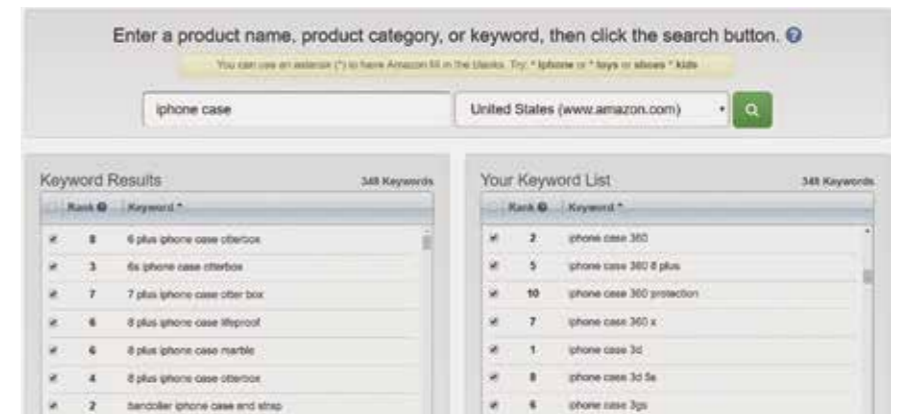 Enter a product name, product category, or keyword, then click the search button.
You can use an asterisk (*) to have Amazon fill in the blanks. Try: * iphone or * toys or shoes * kids
iphone case
United States (www.amazon.com)
Keyword Results 348 Keywords
Rank Keyword
8 6 plus iphone case otterbox
3 6s iphone case otterbox
7 7 plus iphone case otter box
6 8 plus iphone case lifeproof
6 8 plus iphone case marble
4 8 plus iphone case otterbox
2 bandolier iphone case and strap
Your Keyword List 348 Keywords
Rank Keyword
2 iphone case 360
5 iphone case 360 8 plus
10 iphone case 360 protection
7 iphone case 360 x
1 iphone case 3d
8 iphone case 3d 5s
6 iphone case 3gs